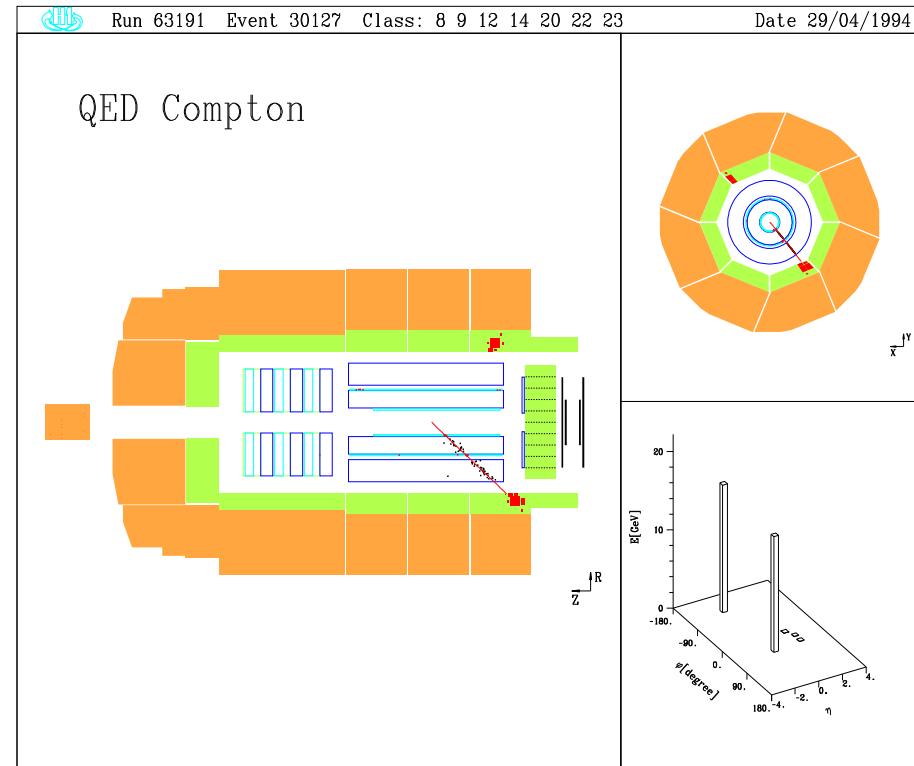 Run 63191 Event 30127 Class: 8 9 12 14 20 22 23 Date 29/04/1994
QED Compton
Y
X
R
Z
E[GeV]
20
10
0
-180.
-90.
0.
90.
180.
φ[degree]
-4.
-2.
0.
2.
4.
η